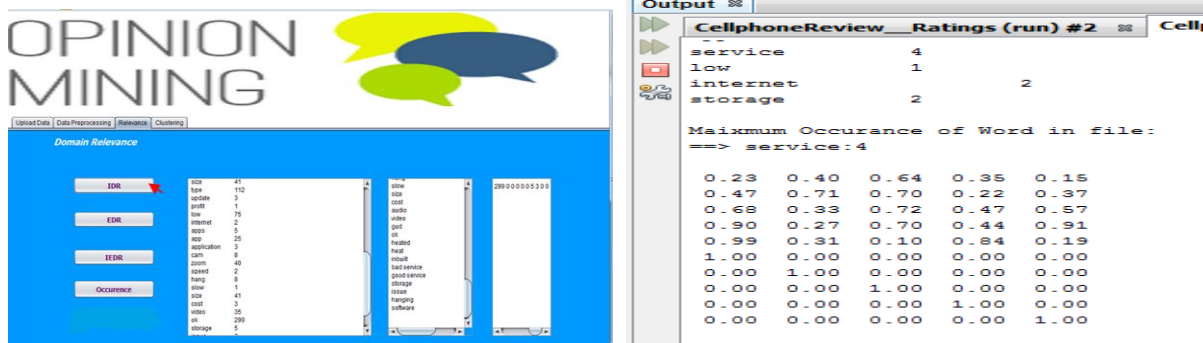 OPINION
MINING
Upload Data Data Preprocessing Relevance Clustering
Domain Relevance
IDR
EDR
IEDR
Occurence
size 41
type 112
update 3
profit 1
low 75
internet 2
apps 5
app 25
application 3
cam 8
zoom 40
speed 2
hang 8
slow 1
size 41
cost 3
video 35
ok 299
storage 5
slow
size
cost
audio
video
gud
ok
heated
heat
inbuilt
bad service
good service
storage
issue
hanging
software
299 0 0 0 0 0 5 3 0 0
Output
CellphoneReview__Ratings (run) #2
service 4
low 1
internet 2
storage 2
Maixmum Occurance of Word in file:
==> service:4
0.23 0.40 0.64 0.35 0.15
0.47 0.71 0.70 0.22 0.37
0.68 0.33 0.72 0.47 0.57
0.90 0.27 0.70 0.44 0.91
0.99 0.31 0.10 0.84 0.19
1.00 0.00 0.00 0.00 0.00
0.00 1.00 0.00 0.00 0.00
0.00 0.00 1.00 0.00 0.00
0.00 0.00 0.00 1.00 0.00
0.00 0.00 0.00 0.00 1.00